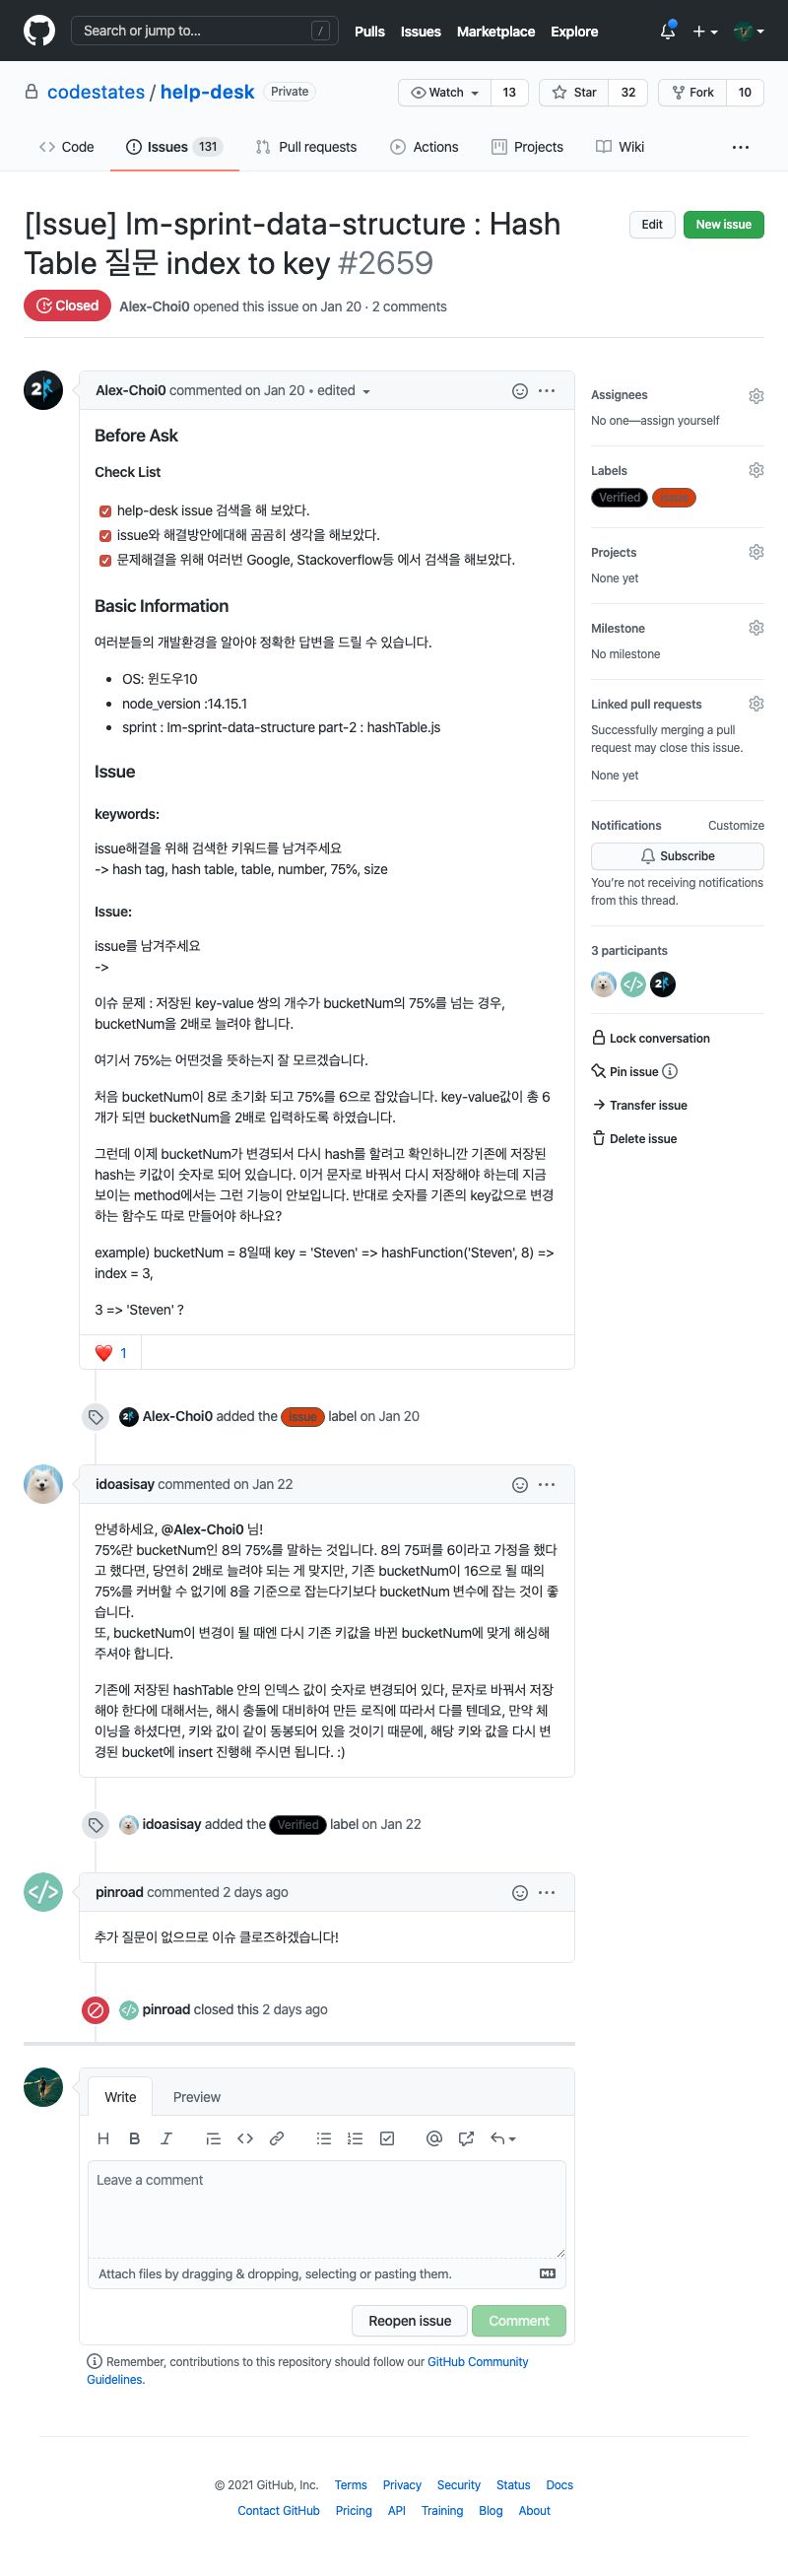 Search or jump to...
/
Pulls Issues Marketplace Explore
codestates / help-desk Private
Watch 13 Star 32 Fork 10
Code Issues 131 Pull requests Actions Projects Wiki
[Issue] Im-sprint-data-structure : Hash
Table 질문 index to key #2659
Edit New issue
Closed Alex-Choi0 opened this issue on Jan 20 · 2 comments
Alex-Choi0 commented on Jan 20 • edited
Before Ask
Check List
help-desk issue 검색을 해 보았다.
issue와 해결방안에대해 곰곰히 생각을 해보았다.
문제해결을 위해 여러번 Google, Stackoverflow등 에서 검색을 해보았다.
Basic Information
여러분들의 개발환경을 알아야 정확한 답변을 드릴 수 있습니다.
• OS: 윈도우10
• node_version :14.15.1
• sprint : Im-sprint-data-structure part-2 : hashTable.js
Issue
keywords:
issue해결을 위해 검색한 키워드를 남겨주세요
-> hash tag, hash table, table, number, 75%, size
Issue:
issue를 남겨주세요
->
이슈 문제 : 저장된 key-value 쌍의 개수가 bucketNum의 75%를 넘는 경우,
bucketNum을 2배로 늘려야 합니다.
여기서 75%는 어떤것을 뜻하는지 잘 모르겠습니다.
처음 bucketNum이 8로 초기화 되고 75%를 6으로 잡았습니다. key-value값이 총 6
개가 되면 bucketNum을 2배로 입력하도록 하였습니다.
그런데 이제 bucketNum가 변경되서 다시 hash를 할려고 확인하니깐 기존에 저장된
hash는 키값이 숫자로 되어 있습니다. 이거 문자로 바꿔서 다시 저장해야 하는데 지금
보이는 method에서는 그런 기능이 안보입니다. 반대로 숫자를 기존의 key값으로 변경
하는 함수도 따로 만들어야 하나요?
example) bucketNum = 8일때 key = 'Steven' => hashFunction('Steven', 8) =>
index = 3,
3 => 'Steven' ?
❤️ 1
Assignees
No one—assign yourself
Labels
Verified issue
Projects
None yet
Milestone
No milestone
Linked pull requests
Successfully merging a pull
request may close this issue.
None yet
Notifications Customize
Subscribe
You're not receiving notifications
from this thread.
3 participants
Lock conversation
Pin issue
Transfer issue
Delete issue
Alex-Choi0 added the issue label on Jan 20
idoasisay commented on Jan 22
안녕하세요, @Alex-Choi0 님!
75%란 bucketNum인 8의 75%를 말하는 것입니다. 8의 75퍼를 6이라고 가정을 했다
고 했다면, 당연히 2배로 늘려야 되는 게 맞지만, 기존 bucketNum이 16으로 될 때의
75%를 커버할 수 없기에 8을 기준으로 잡는다기보다 bucketNum 변수에 잡는 것이 좋
습니다.
또, bucketNum이 변경이 될 때엔 다시 기존 키값을 바뀐 bucketNum에 맞게 해싱해
주셔야 합니다.
기존에 저장된 hashTable 안의 인덱스 값이 숫자로 변경되어 있다, 문자로 바꿔서 저장
해야 한다에 대해서는, 해시 충돌에 대비하여 만든 로직에 따라서 다를 텐데요, 만약 체
이닝을 하셨다면, 키와 값이 같이 동봉되어 있을 것이기 때문에, 해당 키와 값을 다시 변
경된 bucket에 insert 진행해 주시면 됩니다. :)
idoasisay added the Verified label on Jan 22
pinroad commented 2 days ago
추가 질문이 없으므로 이슈 클로즈하겠습니다!
pinroad closed this 2 days ago
Write Preview
Leave a comment
Attach files by dragging & dropping, selecting or pasting them.
Reopen issue Comment
Remember, contributions to this repository should follow our GitHub Community
Guidelines.
© 2021 GitHub, Inc. Terms Privacy Security Status Docs
Contact GitHub Pricing API Training Blog About